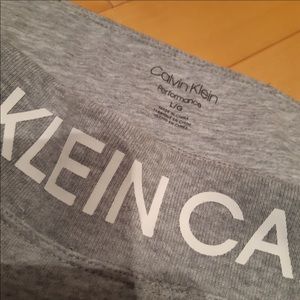 Calvin Klein
Performance
L/G
KLEIN CA